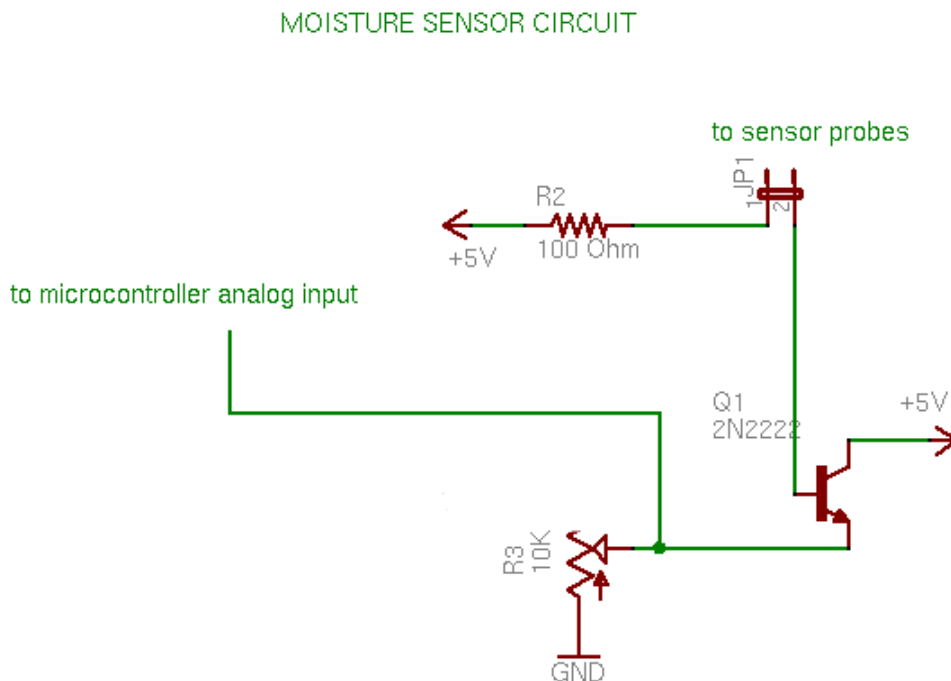 MOISTURE SENSOR CIRCUIT
to sensor probes
JP1
1
2
R2
100 Ohm
+5V
to microcontroller analog input
Q1
2N2222
+5V
R3
10K
GND